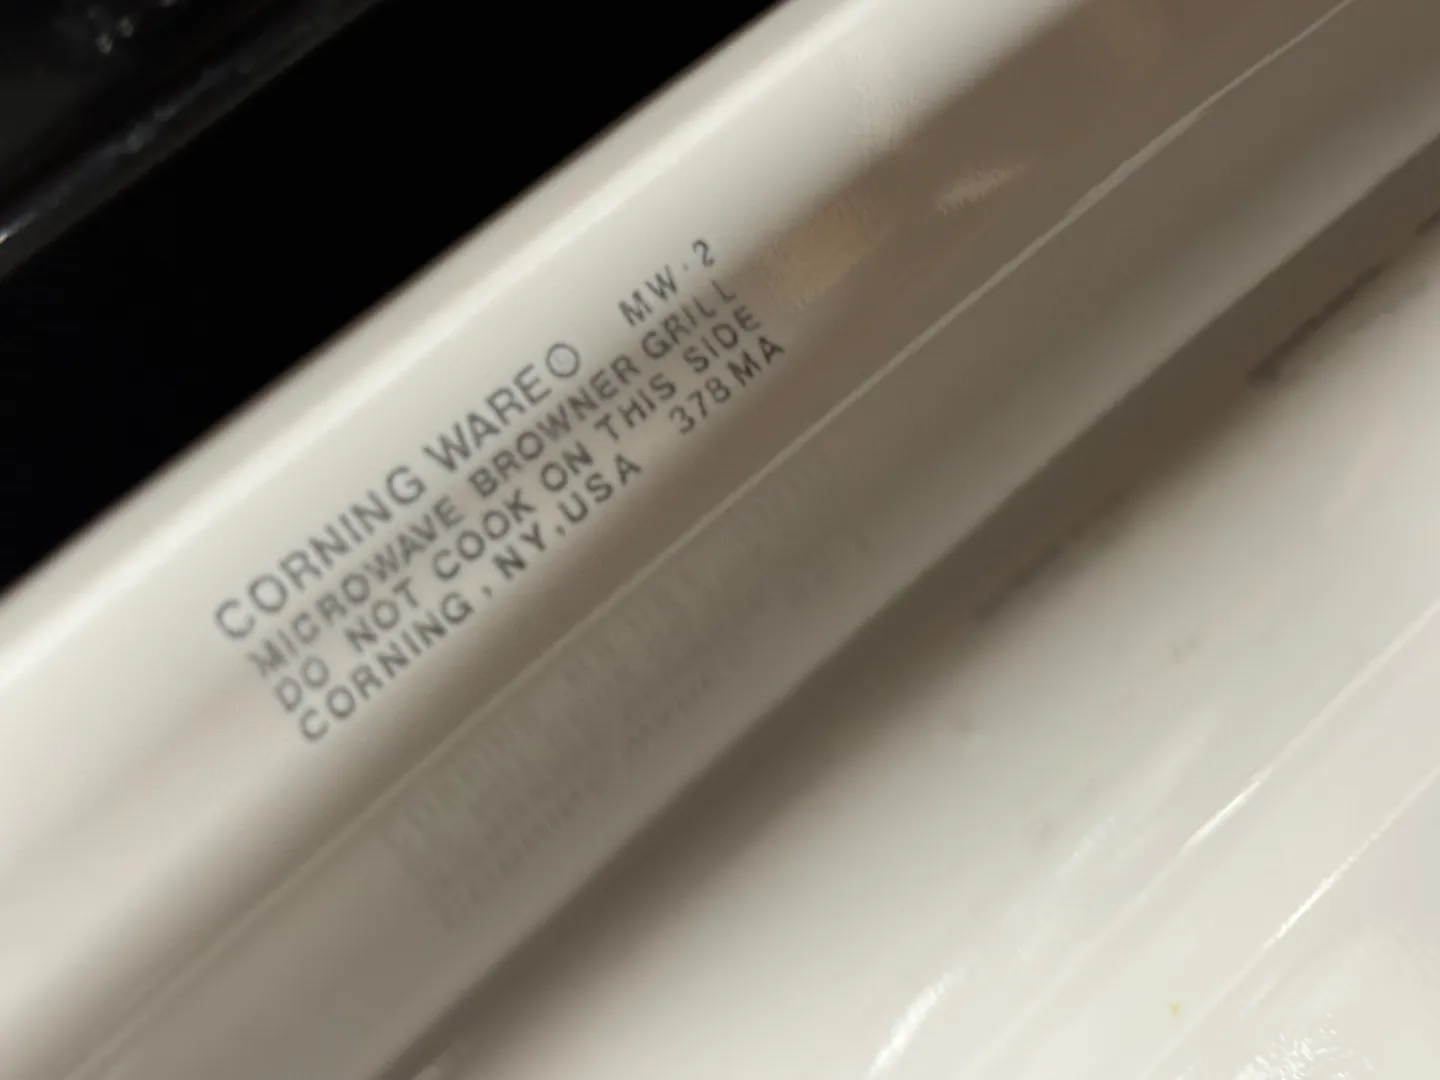 CORNING WARE® MW-2
MICROWAVE BROWNER GRILL
DO NOT COOK ON THIS SIDE
CORNING, NY, USA 378 MA